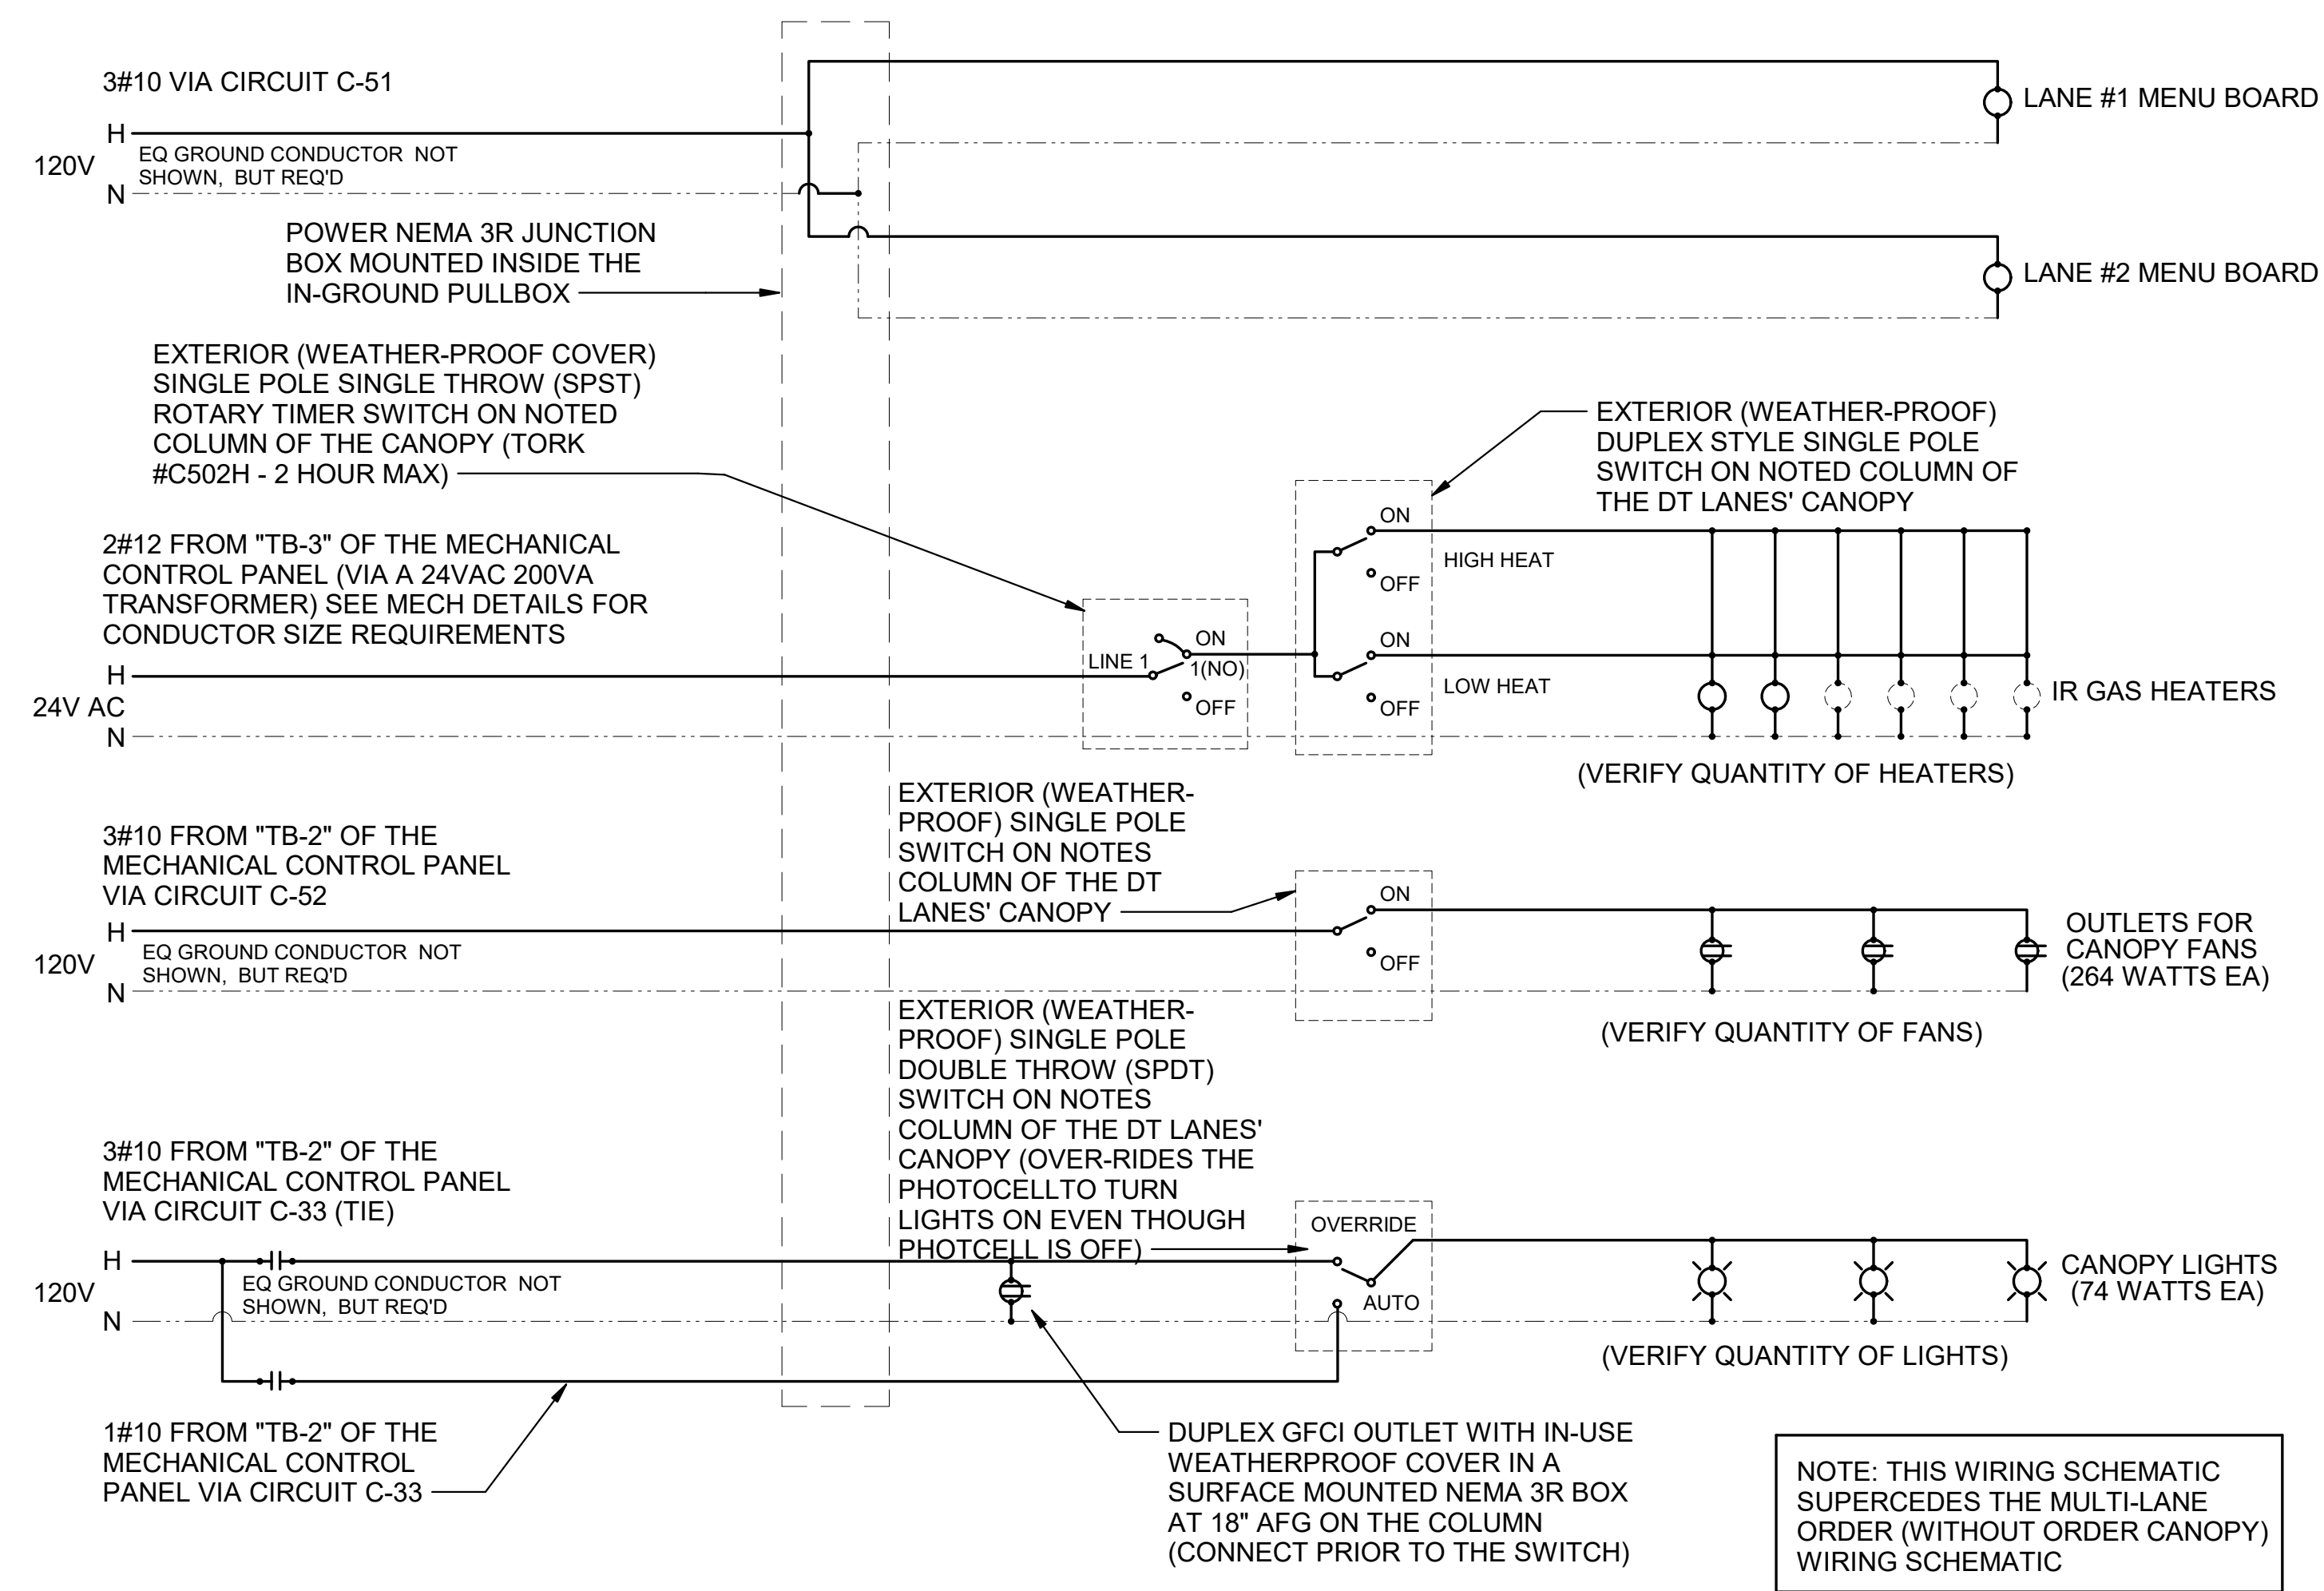 3#10 VIA CIRCUIT C-51
H
120V
N
EQ GROUND CONDUCTOR NOT
SHOWN, BUT REQ'D
LANE #1 MENU BOARD
LANE #2 MENU BOARD
POWER NEMA 3R JUNCTION
BOX MOUNTED INSIDE THE
IN-GROUND PULLBOX
EXTERIOR (WEATHER-PROOF COVER)
SINGLE POLE SINGLE THROW (SPST)
ROTARY TIMER SWITCH ON NOTED
COLUMN OF THE CANOPY (TORK
#C502H - 2 HOUR MAX)
EXTERIOR (WEATHER-PROOF)
DUPLEX STYLE SINGLE POLE
SWITCH ON NOTED COLUMN OF
THE DT LANES' CANOPY
2#12 FROM "TB-3" OF THE MECHANICAL
CONTROL PANEL (VIA A 24VAC 200VA
TRANSFORMER) SEE MECH DETAILS FOR
CONDUCTOR SIZE REQUIREMENTS
H
24V AC
N
LINE 1
ON
1(NO)
OFF
ON
OFF
HIGH HEAT
ON
OFF
LOW HEAT
IR GAS HEATERS
(VERIFY QUANTITY OF HEATERS)
3#10 FROM "TB-2" OF THE
MECHANICAL CONTROL PANEL
VIA CIRCUIT C-52
H
120V
N
EQ GROUND CONDUCTOR NOT
SHOWN, BUT REQ'D
EXTERIOR (WEATHER-
PROOF) SINGLE POLE
SWITCH ON NOTES
COLUMN OF THE DT
LANES' CANOPY
ON
OFF
OUTLETS FOR
CANOPY FANS
(264 WATTS EA)
(VERIFY QUANTITY OF FANS)
EXTERIOR (WEATHER-
PROOF) SINGLE POLE
DOUBLE THROW (SPDT)
SWITCH ON NOTES
COLUMN OF THE DT LANES'
CANOPY (OVER-RIDES THE
PHOTOCELLTO TURN
LIGHTS ON EVEN THOUGH
PHOTCELL IS OFF)
3#10 FROM "TB-2" OF THE
MECHANICAL CONTROL PANEL
VIA CIRCUIT C-33 (TIE)
H
120V
N
EQ GROUND CONDUCTOR NOT
SHOWN, BUT REQ'D
OVERRIDE
AUTO
CANOPY LIGHTS
(74 WATTS EA)
(VERIFY QUANTITY OF LIGHTS)
1#10 FROM "TB-2" OF THE
MECHANICAL CONTROL
PANEL VIA CIRCUIT C-33
DUPLEX GFCI OUTLET WITH IN-USE
WEATHERPROOF COVER IN A
SURFACE MOUNTED NEMA 3R BOX
AT 18" AFG ON THE COLUMN
(CONNECT PRIOR TO THE SWITCH)
NOTE: THIS WIRING SCHEMATIC
SUPERCEDES THE MULTI-LANE
ORDER (WITHOUT ORDER CANOPY)
WIRING SCHEMATIC